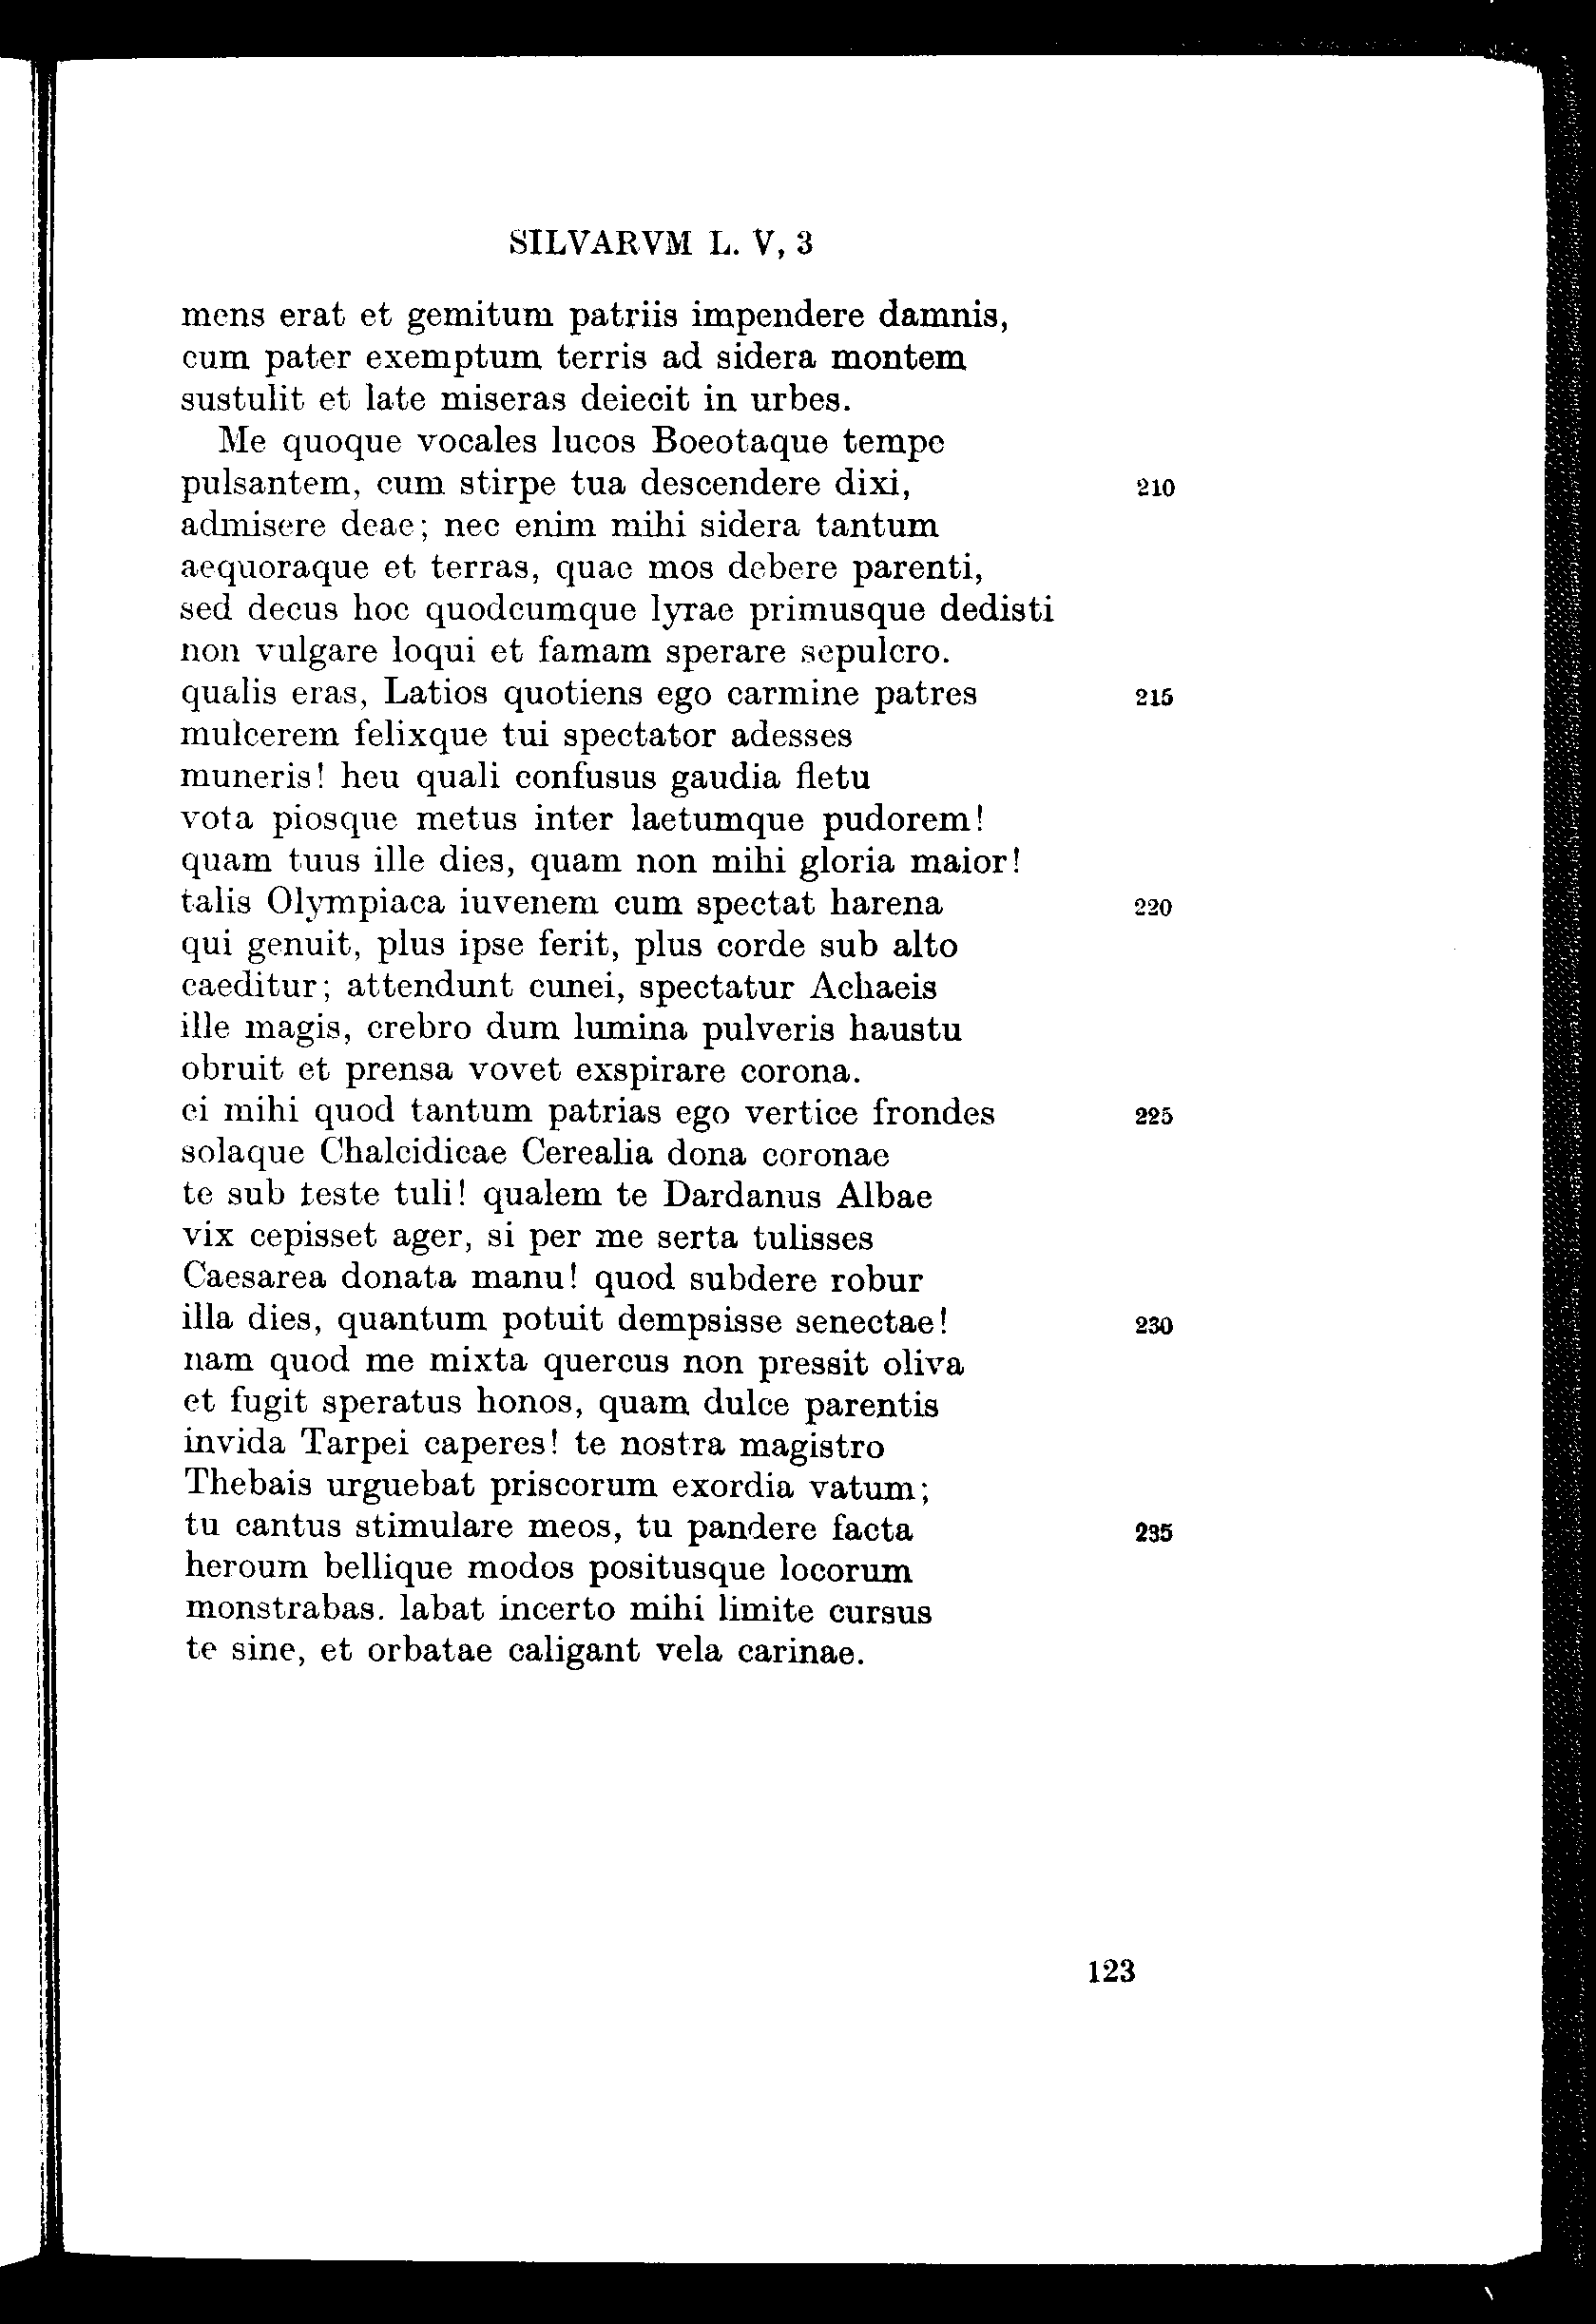 SILVARVM L. V, 3
mens erat et gemitum patriis impendere damnis,
cum pater exemptum terris ad sidera montem
sustulit et late miseras deiecit in urbes.
Me quoque vocales lucos Boeotaque tempe
pulsantem, cum stirpe tua descendere dixi, 210
admisere deae; nec enim mihi sidera tantum
aequoraque et terras, quae mos debere parenti,
sed decus hoc quodcumque lyrae primusque dedisti
non vulgare loqui et famam sperare sepulcro.
qualis eras, Latios quotiens ego carmine patres 215
mulcerem felixque tui spectator adesses
muneris! heu quali confusus gaudia fletu
vota piosque metus inter laetumque pudorem!
quam tuus ille dies, quam non mihi gloria maior!
talis Olympiaca iuvenem cum spectat harena 220
qui genuit, plus ipse ferit, plus corde sub alto
caeditur; attendunt cunei, spectatur Achaeis
ille magis, crebro dum lumina pulveris haustu
obruit et prensa vovet exspirare corona.
ei mihi quod tantum patrias ego vertice frondes 225
solaque Chalcidicae Cerealia dona coronae
te sub teste tuli! qualem te Dardanus Albae
vix cepisset ager, si per me serta tulisses
Caesarea donata manu! quod subdere robur
illa dies, quantum potuit dempsisse senectae! 230
nam quod me mixta quercus non pressit oliva
et fugit speratus honos, quam dulce parentis
invida Tarpei caperes! te nostra magistro
Thebais urguebat priscorum exordia vatum;
tu cantus stimulare meos, tu pandere facta 235
heroum bellique modos positusque locorum
monstrabas. labat incerto mihi limite cursus
te sine, et orbatae caligant vela carinae.
123